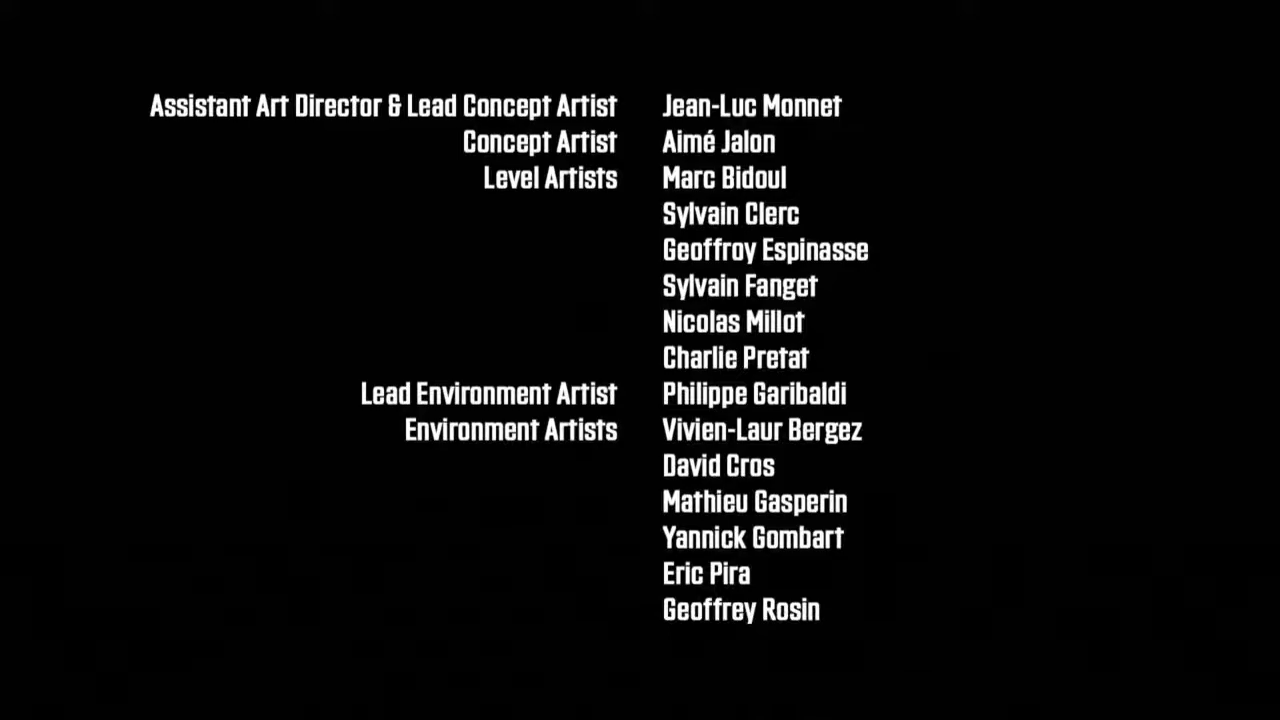 Assistant Art Director & Lead Concept Artist Jean-Luc Monnet
Concept Artist Aimé Jalon
Level Artists Marc Bidoul
Sylvain Clerc
Geoffroy Espinasse
Sylvain Fanget
Nicolas Millot
Charlie Pretat
Lead Environment Artist Philippe Garibaldi
Environment Artists Vivien-Laur Bergez
David Cros
Mathieu Gasperin
Yannick Gombart
Eric Pira
Geoffrey Rosin